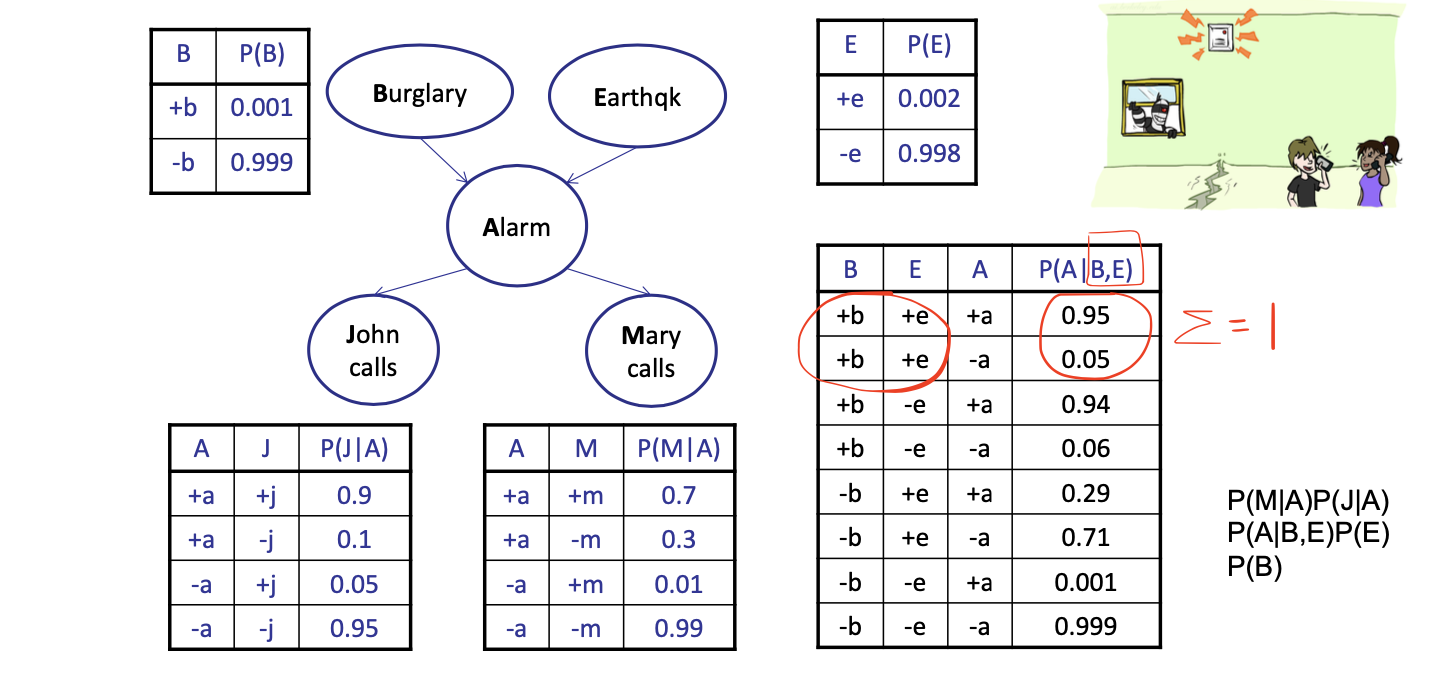 B P(B)
+b 0.001
-b 0.999
Burglary
Earthqk
E P(E)
+e 0.002
-e 0.998
Alarm
John
calls
Mary
calls
A J P(J|A)
+a +j 0.9
+a -j 0.1
-a +j 0.05
-a -j 0.95
A M P(M|A)
+a +m 0.7
+a -m 0.3
-a +m 0.01
-a -m 0.99
B E A P(A|B,E)
+b +e +a 0.95
+b +e -a 0.05
+b -e +a 0.94
+b -e -a 0.06
-b +e +a 0.29
-b +e -a 0.71
-b -e +a 0.001
-b -e -a 0.999
Σ = 1
P(M|A)P(J|A)
P(A|B,E)P(E)
P(B)